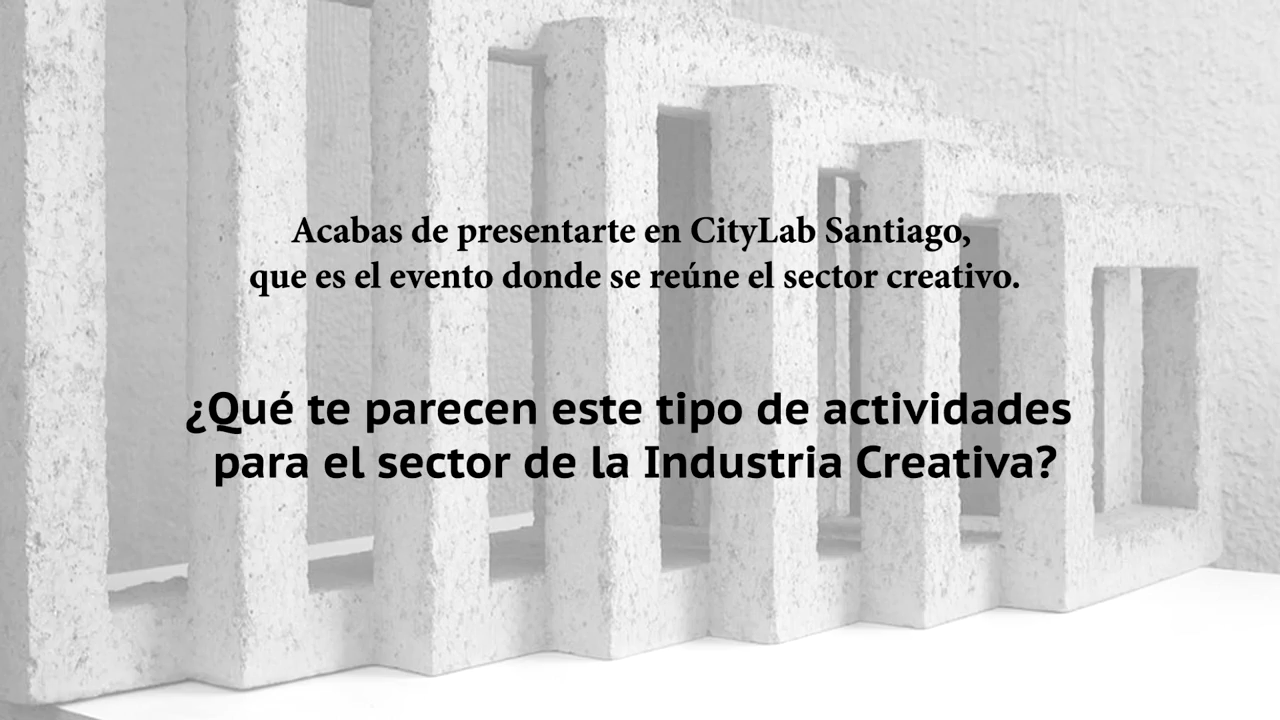 Acabas de presentarte en CityLab Santiago,
que es el evento donde se reúne el sector creativo.
¿Qué te parecen este tipo de actividades
para el sector de la Industria Creativa?